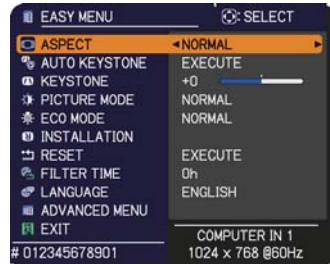 EASY MENU : SELECT
ASPECT NORMAL
AUTO KEYSTONE EXECUTE
KEYSTONE +0
PICTURE MODE NORMAL
ECO MODE NORMAL
INSTALLATION
RESET EXECUTE
FILTER TIME 0h
LANGUAGE ENGLISH
ADVANCED MENU
EXIT
COMPUTER IN 1
# 012345678901 1024 x 768 @60Hz